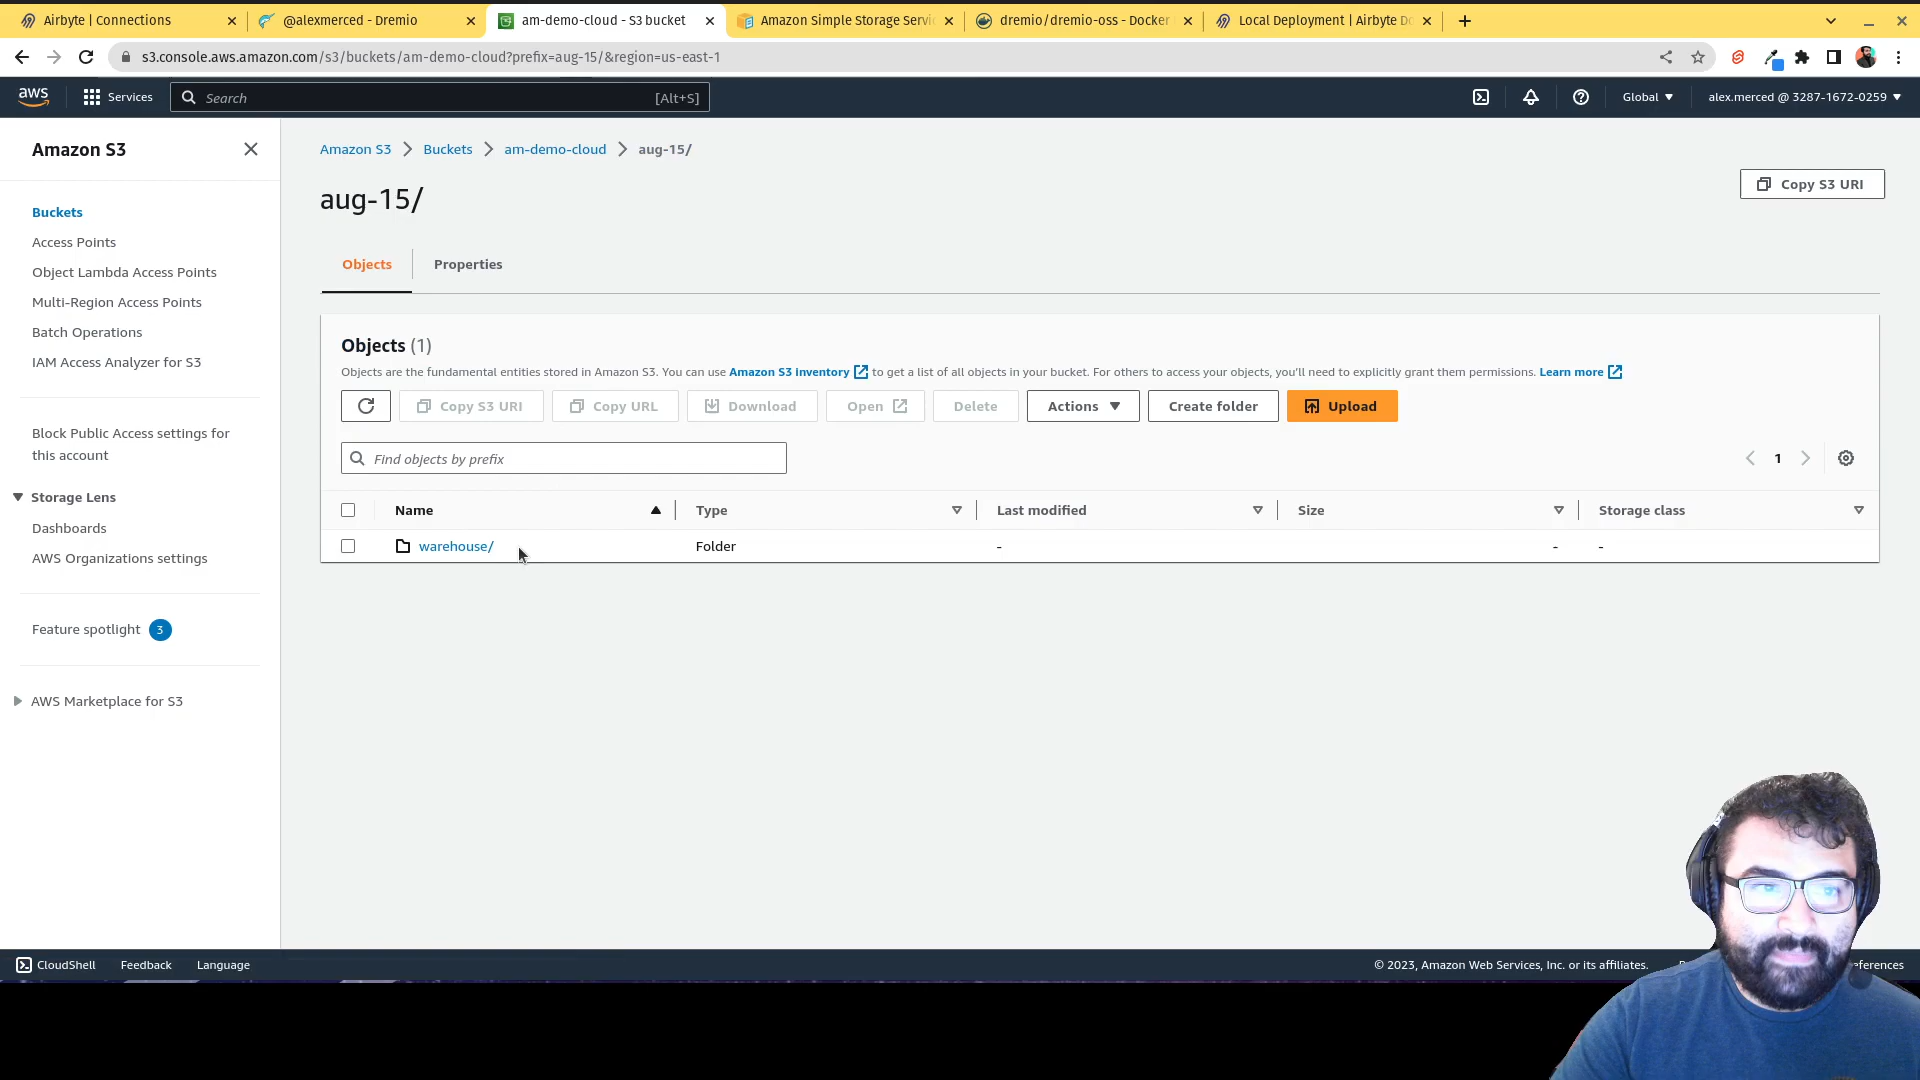 Airbyte | Connections
@alexmerced - Dremio
am-demo-cloud - S3 bucket
Amazon Simple Storage Servic
dremio/dremio-oss - Docker
Local Deployment | Airbyte Do
s3.console.aws.amazon.com/s3/buckets/am-demo-cloud?prefix=aug-15/&region=us-east-1
aws
Services
Search
[Alt+S]
Global
alex.merced @ 3287-1672-0259
Amazon S3
Buckets
Access Points
Object Lambda Access Points
Multi-Region Access Points
Batch Operations
IAM Access Analyzer for S3
Block Public Access settings for
this account
Storage Lens
Dashboards
AWS Organizations settings
Feature spotlight 3
AWS Marketplace for S3
Amazon S3 > Buckets > am-demo-cloud > aug-15/
aug-15/
Copy S3 URI
Objects
Properties
Objects (1)
Objects are the fundamental entities stored in Amazon S3. You can use Amazon S3 inventory to get a list of all objects in your bucket. For others to access your objects, you'll need to explicitly grant them permissions. Learn more
Copy S3 URI
Copy URL
Download
Open
Delete
Actions
Create folder
Upload
Find objects by prefix
1
Name
Type
Last modified
Size
Storage class
warehouse/
Folder
-
-
-
CloudShell
Feedback
Language
© 2023, Amazon Web Services, Inc. or its affiliates.